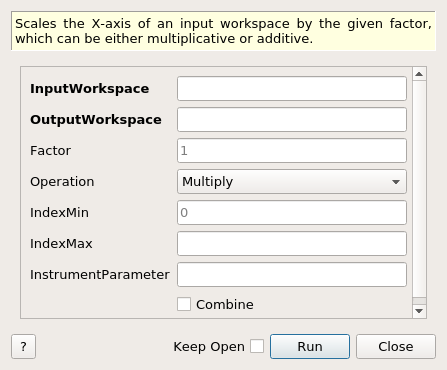 Scales the X-axis of an input workspace by the given factor,
which can be either multiplicative or additive.
InputWorkspace
OutputWorkspace
Factor 1
Operation Multiply
IndexMin 0
IndexMax
InstrumentParameter
Combine
? Keep Open Run Close